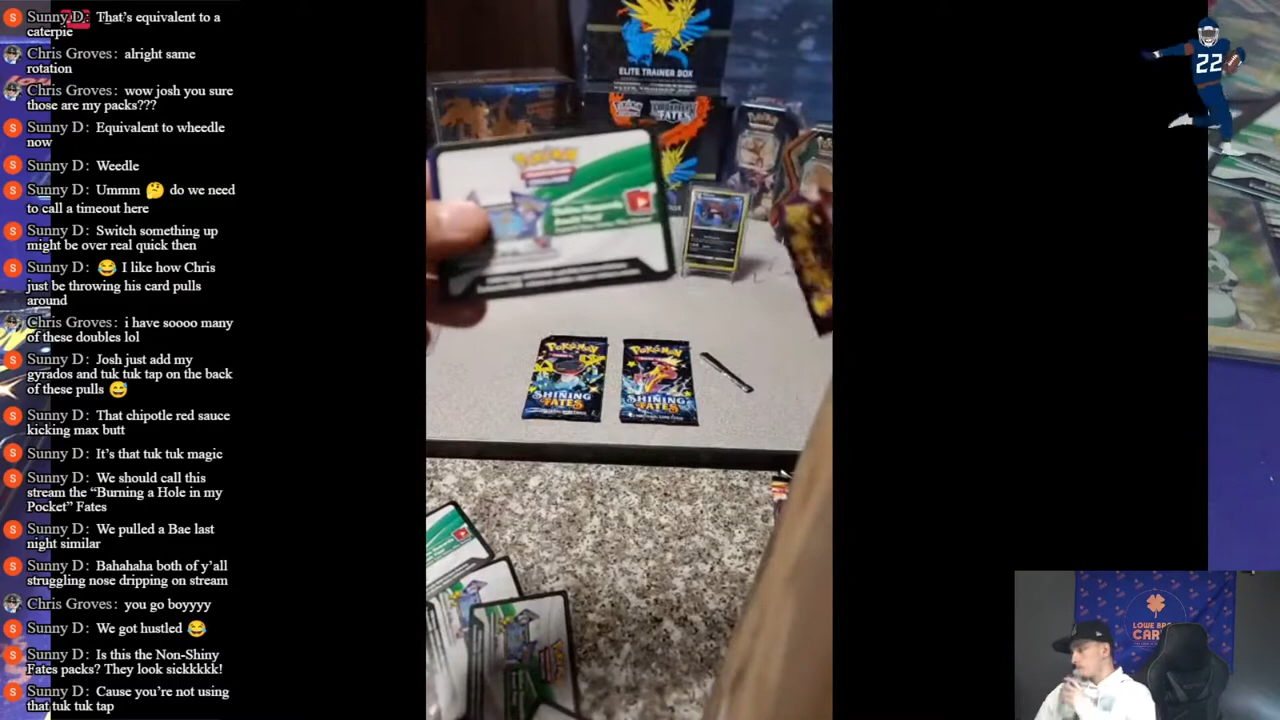 Sunny D: That's equivalent to a
caterpie
Chris Groves: alright same
rotation
Chris Groves: wow josh you sure
those are my packs???
Sunny D: Equivalent to wheedle
now
Sunny D: Weedle
Sunny D: Ummm 🤔 do we need
to call a timeout here
Sunny D: Switch something up
might be over real quick then
Sunny D: 😂 I like how Chris
just be throwing his card pulls
around
Chris Groves: i have soooo many
of these doubles lol
Sunny D: Josh just add my
gyrados and tuk tuk tap on the back
of these pulls 😅
Sunny D: That chipotle red sauce
kicking max butt
Sunny D: It's that tuk tuk magic
Sunny D: We should call this
stream the “Burning a Hole in my
Pocket” Fates
Sunny D: We pulled a Bae last
night similar
Sunny D: Bahahaha both of y'all
struggling nose dripping on stream
Chris Groves: you go boyyyy
Sunny D: We got hustled 😂
Sunny D: Is this the Non-Shiny
Fates packs? They look sickkkkk!
Sunny D: Cause you're not using
that tuk tuk tap
ELITE TRAINER BOX
Pokémon
FATES
Pokémon
Pokémon
Pokémon
SHINING
FATES
Pokémon
SHINING
FATES
22
LOWE BRO
CAR